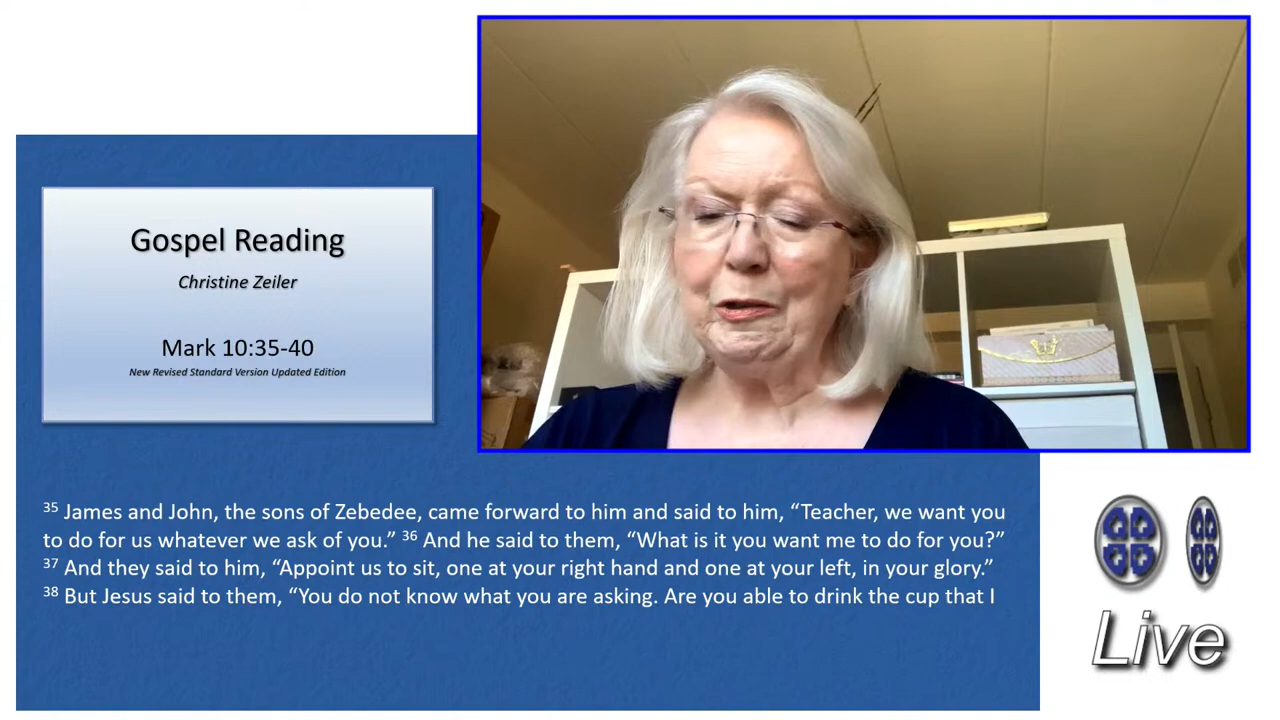 Gospel Reading
Christine Zeiler
Mark 10:35-40
New Revised Standard Version Updated Edition
35 James and John, the sons of Zebedee, came forward to him and said to him, “Teacher, we want you
to do for us whatever we ask of you.” 36 And he said to them, “What is it you want me to do for you?”
37 And they said to him, “Appoint us to sit, one at your right hand and one at your left, in your glory.”
38 But Jesus said to them, “You do not know what you are asking. Are you able to drink the cup that I
Live